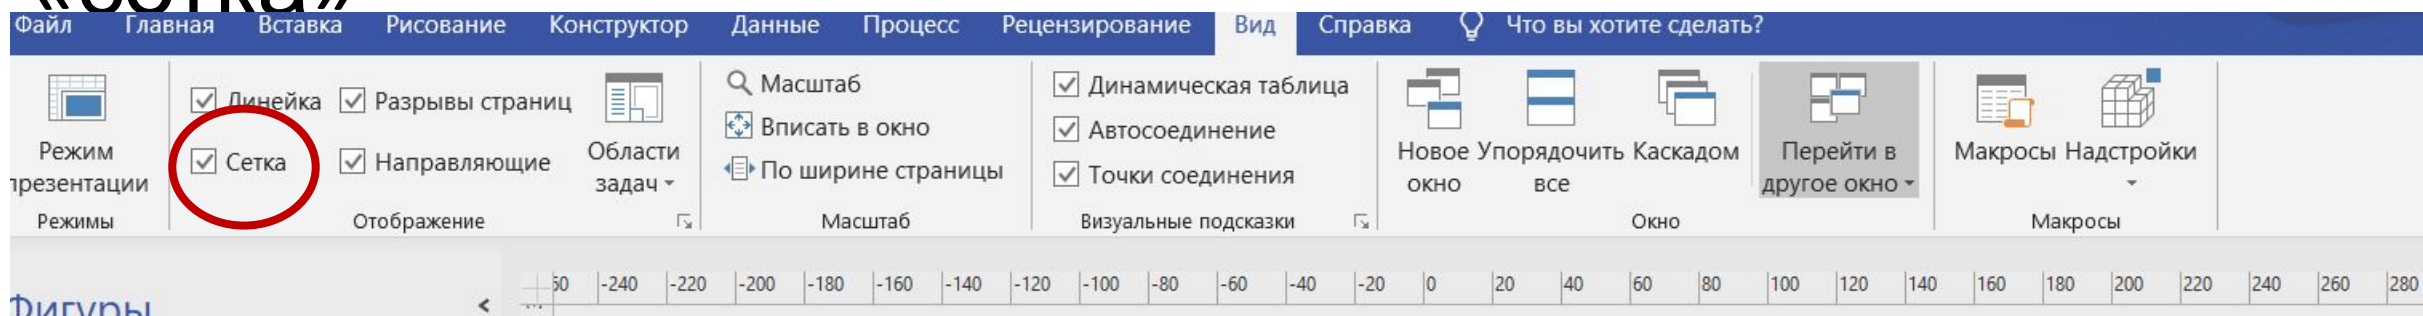 «сетка»
Файл Главная Вставка Рисование Конструктор Данные Процесс Рецензирование Вид Справка Что вы хотите сделать?
Режим презентации
Режимы
Линейка
Разрывы страниц
Сетка
Направляющие
Области задач
Отображение
Масштаб
Вписать в окно
По ширине страницы
Масштаб
Динамическая таблица
Автосоединение
Точки соединения
Визуальные подсказки
Новое окно
Упорядочить все
Каскадом
Перейти в другое окно
Окно
Макросы
Надстройки
Макросы
Фигуры
-240 -220 -200 -180 -160 -140 -120 -100 -80 -60 -40 -20 0 20 40 60 80 100 120 140 160 180 200 220 240 260 280